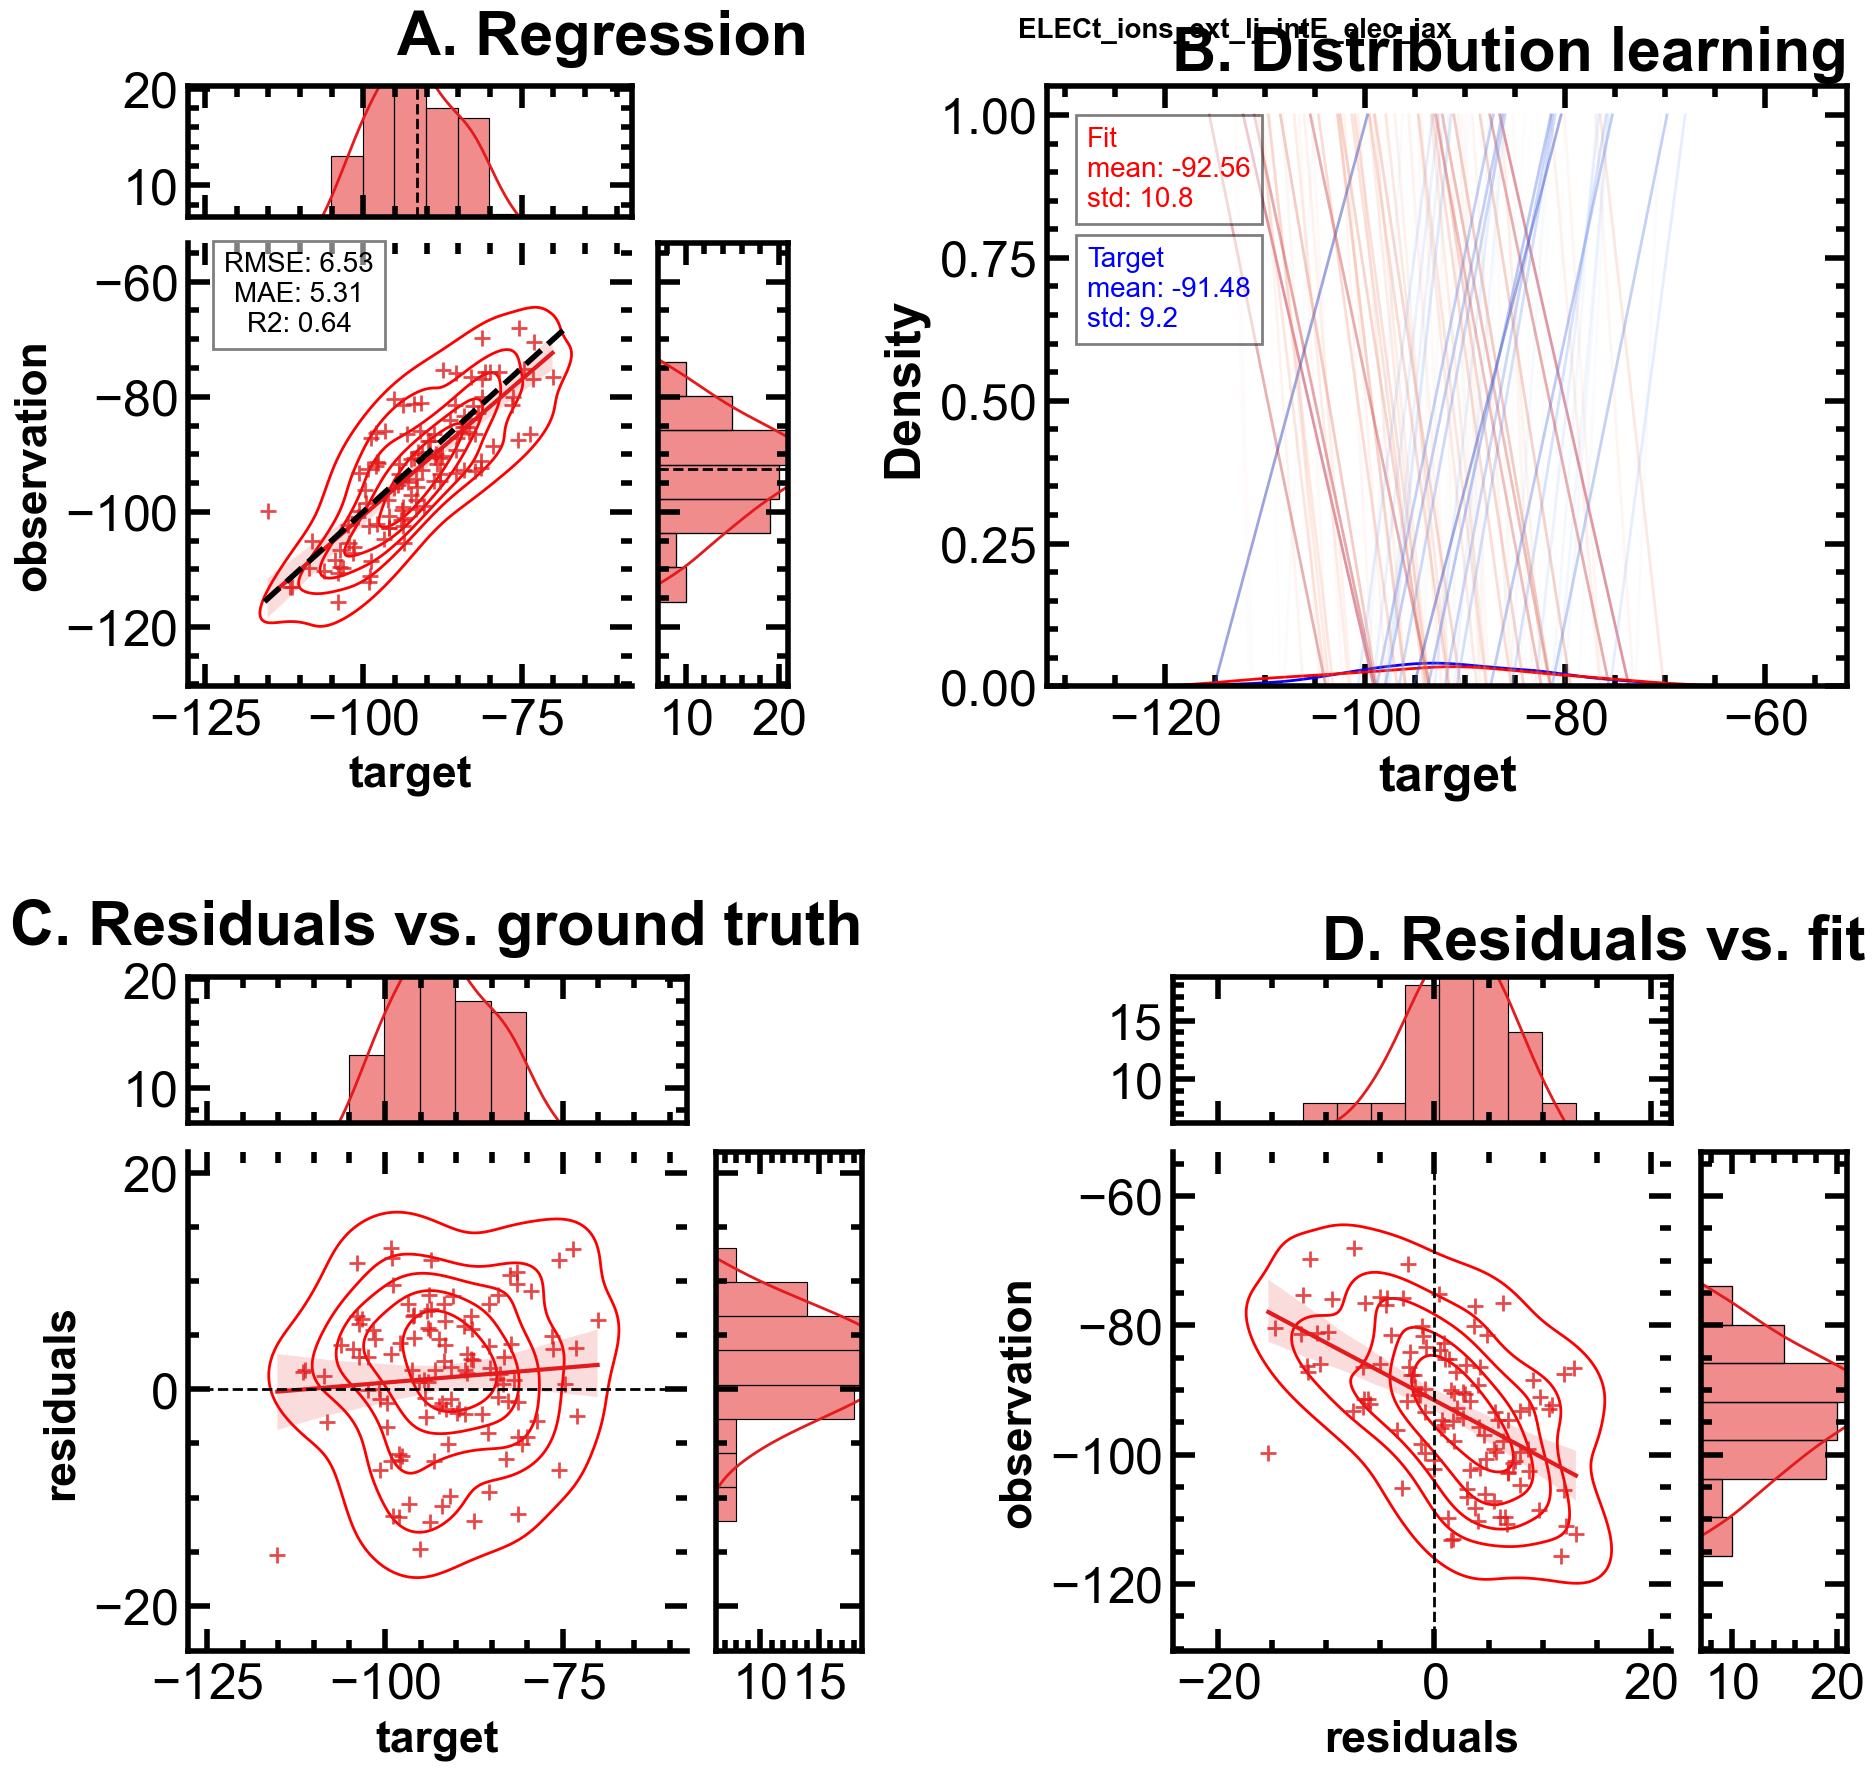 A. Regression
20
10
RMSE: 6.53
MAE: 5.31
R2: 0.64
−60
−80
−100
−120
observation
−125
−100
−75
target
10
20
B. Distribution learning
Fit
mean: -92.56
std: 10.8
Target
mean: -91.48
std: 9.2
1.00
0.75
0.50
0.25
0.00
Density
−120
−100
−80
−60
target
C. Residuals vs. ground truth
20
10
20
0
−20
residuals
−125
−100
−75
target
10
15
D. Residuals vs. fit
15
10
−60
−80
−100
−120
observation
−20
0
20
residuals
10
20